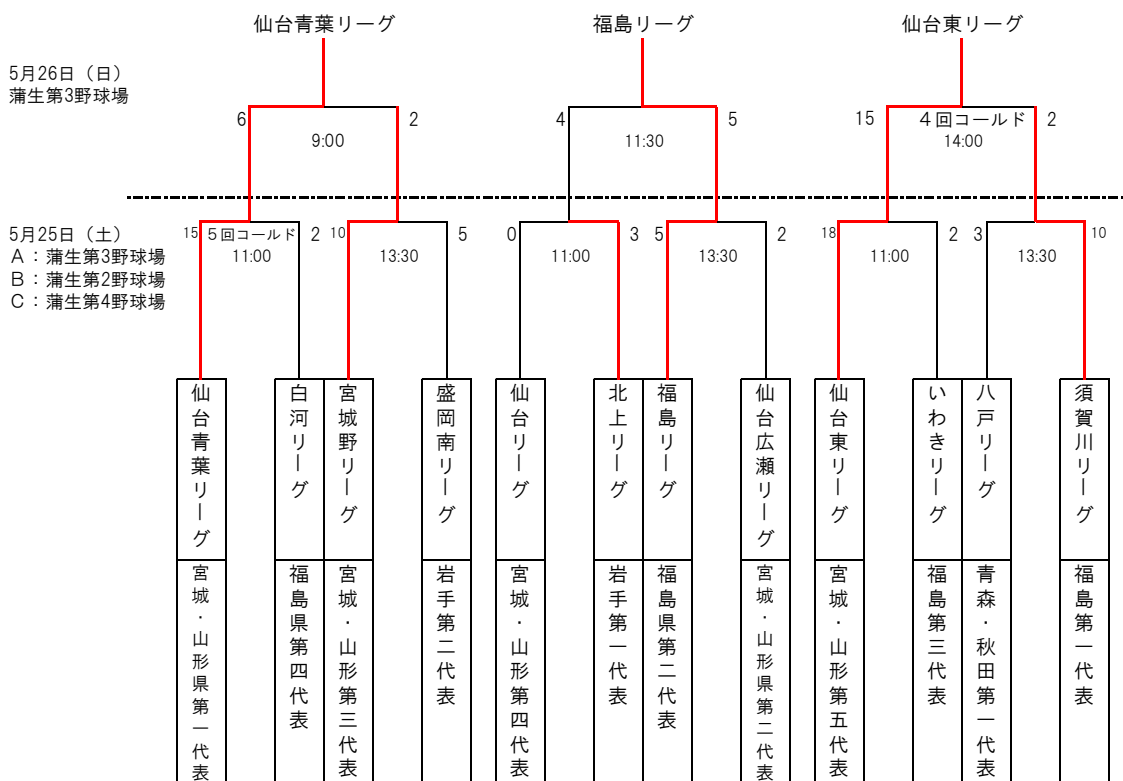 仙台青葉リーグ
福島リーグ
仙台東リーグ
5月26日（日）
蒲生第3野球場
6
2
9:00
4
5
11:30
15
４回コールド
2
14:00
5月25日（土）
A：蒲生第3野球場
B：蒲生第2野球場
C：蒲生第4野球場
15
５回コールド
2
11:00
10
5
13:30
0
3
11:00
5
2
13:30
18
2
11:00
3
10
13:30
仙台青葉リーグ
白河リーグ
宮城野リーグ
盛岡南リーグ
仙台リーグ
北上リーグ
福島リーグ
仙台広瀬リーグ
仙台東リーグ
いわきリーグ
八戸リーグ
須賀川リーグ
宮城・山形県第一代表
福島県第四代表
宮城・山形第三代表
岩手第二代表
宮城・山形第四代表
岩手第一代表
福島県第二代表
宮城・山形県第二代表
宮城・山形第五代表
福島第三代表
青森・秋田第一代表
福島第一代表